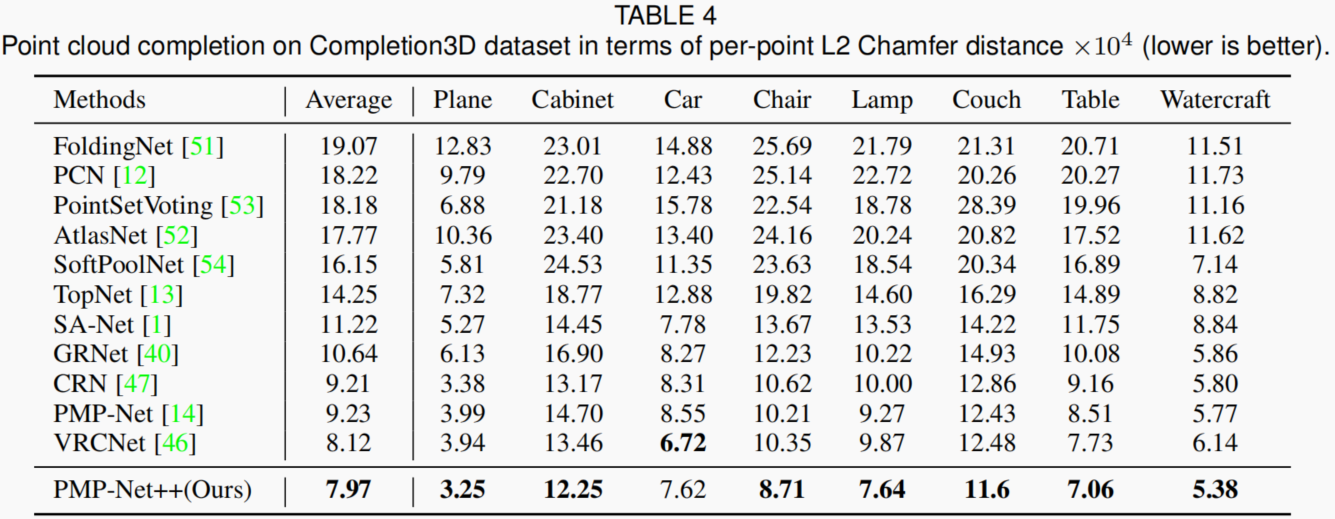 TABLE 4
Point cloud completion on Completion3D dataset in terms of per-point L2 Chamfer distance ×10⁴ (lower is better).
Methods Average Plane Cabinet Car Chair Lamp Couch Table Watercraft
FoldingNet [51] 19.07 12.83 23.01 14.88 25.69 21.79 21.31 20.71 11.51
PCN [12] 18.22 9.79 22.70 12.43 25.14 22.72 20.26 20.27 11.73
PointSetVoting [53] 18.18 6.88 21.18 15.78 22.54 18.78 28.39 19.96 11.16
AtlasNet [52] 17.77 10.36 23.40 13.40 24.16 20.24 20.82 17.52 11.62
SoftPoolNet [54] 16.15 5.81 24.53 11.35 23.63 18.54 20.34 16.89 7.14
TopNet [13] 14.25 7.32 18.77 12.88 19.82 14.60 16.29 14.89 8.82
SA-Net [1] 11.22 5.27 14.45 7.78 13.67 13.53 14.22 11.75 8.84
GRNet [40] 10.64 6.13 16.90 8.27 12.23 10.22 14.93 10.08 5.86
CRN [47] 9.21 3.38 13.17 8.31 10.62 10.00 12.86 9.16 5.80
PMP-Net [14] 9.23 3.99 14.70 8.55 10.21 9.27 12.43 8.51 5.77
VRCNet [46] 8.12 3.94 13.46 6.72 10.35 9.87 12.48 7.73 6.14
PMP-Net++(Ours) 7.97 3.25 12.25 7.62 8.71 7.64 11.6 7.06 5.38